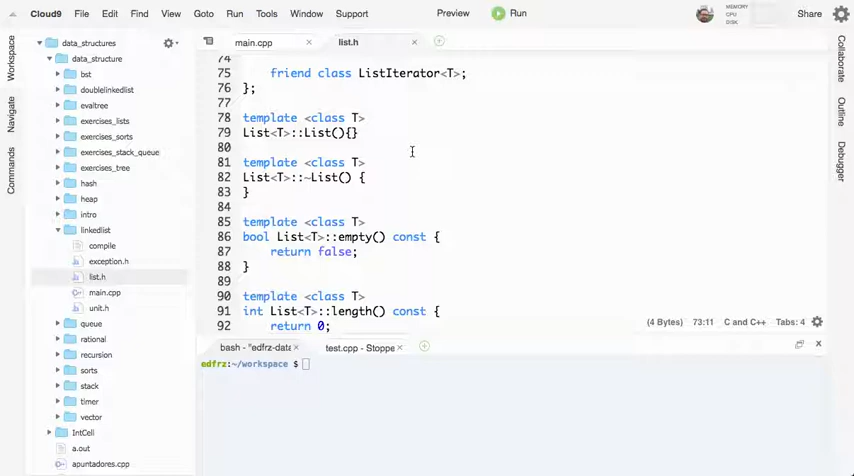 Cloud9 File Edit Find View Goto Run Tools Window Support Preview Run MEMORY CPU DISK Share
Workspace
Navigate
Commands
data_structures
data_structure
bst
doublelinkedlist
evaltree
exercises_lists
exercises_sorts
exercises_stack_queue
exercises_tree
hash
heap
intro
linkedlist
compile
exception.h
list.h
main.cpp
unit.h
queue
rational
recursion
sorts
stack
timer
vector
IntCell
a.out
apuntadores.cpp
main.cpp × list.h ×
74
75 friend class ListIterator<T>;
76 };
77
78 template <class T>
79 List<T>::List(){}
80
81 template <class T>
82 List<T>::~List() {
83 }
84
85 template <class T>
86 bool List<T>::empty() const {
87 return false;
88 }
89
90 template <class T>
91 int List<T>::length() const {
92 return 0;
(4 Bytes) 73:11 C and C++ Tabs: 4
bash - "edfrz-data × test.cpp - Stoppe ×
edfrz:~/workspace $
Collaborate
Outline
Debugger